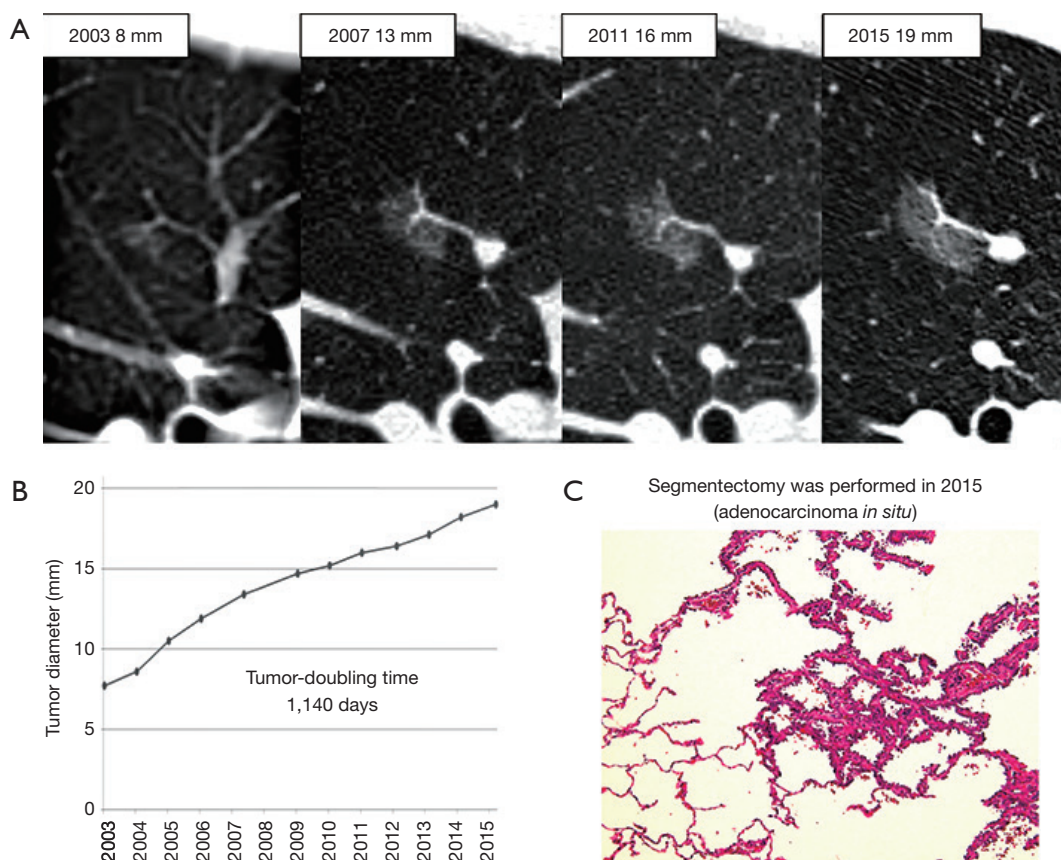 A
2003 8 mm
2007 13 mm
2011 16 mm
2015 19 mm
B
Tumor diameter (mm)
20
15
10
5
0
Tumor-doubling time
1,140 days
2003
2004
2005
2006
2007
2008
2009
2010
2011
2012
2013
2014
2015
C
Segmentectomy was performed in 2015
(adenocarcinoma in situ)